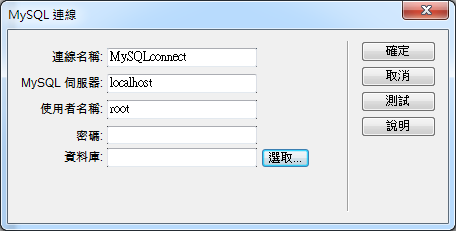 MySQL 連線
連線名稱: MySQLconnect
MySQL 伺服器: localhost
使用者名稱: root
密碼:
資料庫:
選取...
確定
取消
測試
說明